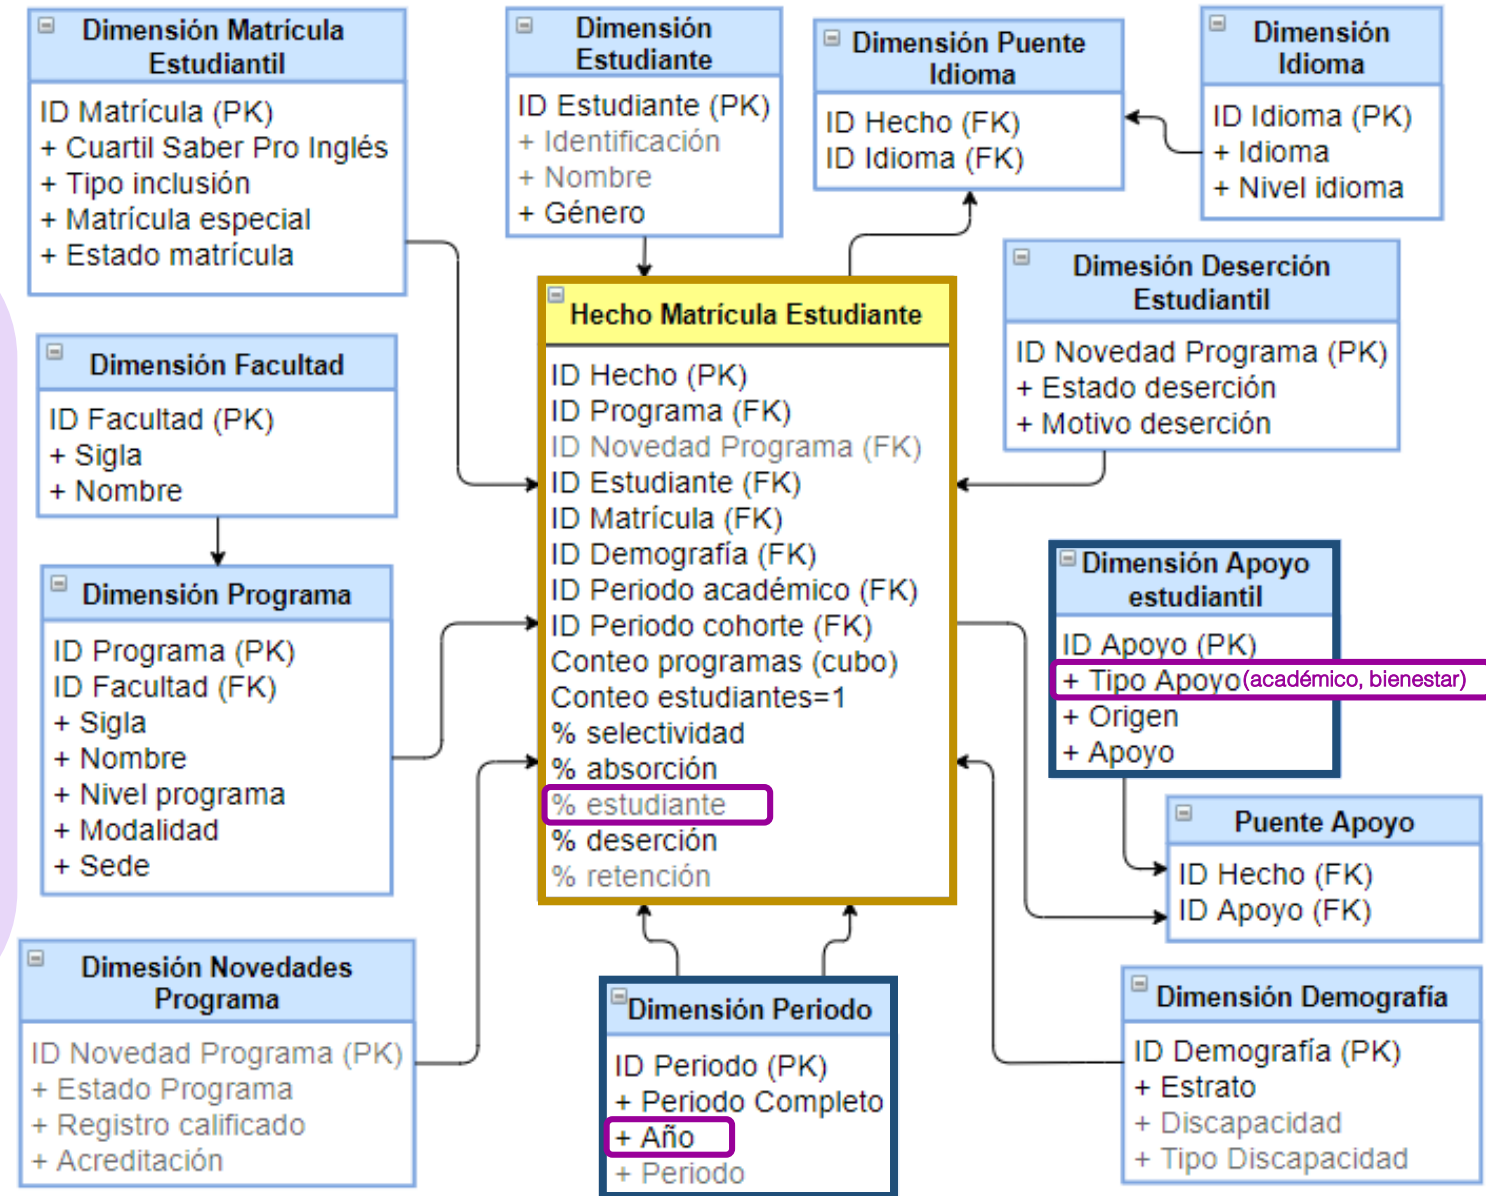 Dimensión Matrícula
Estudiantil
ID Matrícula (PK)
+ Cuartil Saber Pro Inglés
+ Tipo inclusión
+ Matrícula especial
+ Estado matrícula
Dimensión
Estudiante
ID Estudiante (PK)
+ Identificación
+ Nombre
+ Género
Dimensión Puente
Idioma
ID Hecho (FK)
ID Idioma (FK)
Dimensión
Idioma
ID Idioma (PK)
+ Idioma
+ Nivel idioma
Dimesión Deserción
Estudiantil
ID Novedad Programa (PK)
+ Estado deserción
+ Motivo deserción
Dimensión Facultad
ID Facultad (PK)
+ Sigla
+ Nombre
Hecho Matrícula Estudiante
ID Hecho (PK)
ID Programa (FK)
ID Novedad Programa (FK)
ID Estudiante (FK)
ID Matrícula (FK)
ID Demografía (FK)
ID Periodo académico (FK)
ID Periodo cohorte (FK)
Conteo programas (cubo)
Conteo estudiantes=1
% selectividad
% absorción
% estudiante
% deserción
% retención
Dimensión Programa
ID Programa (PK)
ID Facultad (FK)
+ Sigla
+ Nombre
+ Nivel programa
+ Modalidad
+ Sede
Dimensión Apoyo
estudiantil
ID Apoyo (PK)
+ Tipo Apoyo (académico, bienestar)
+ Origen
+ Apoyo
Puente Apoyo
ID Hecho (FK)
ID Apoyo (FK)
Dimesión Novedades
Programa
ID Novedad Programa (PK)
+ Estado Programa
+ Registro calificado
+ Acreditación
Dimensión Periodo
ID Periodo (PK)
+ Periodo Completo
+ Año
+ Periodo
Dimensión Demografía
ID Demografía (PK)
+ Estrato
+ Discapacidad
+ Tipo Discapacidad